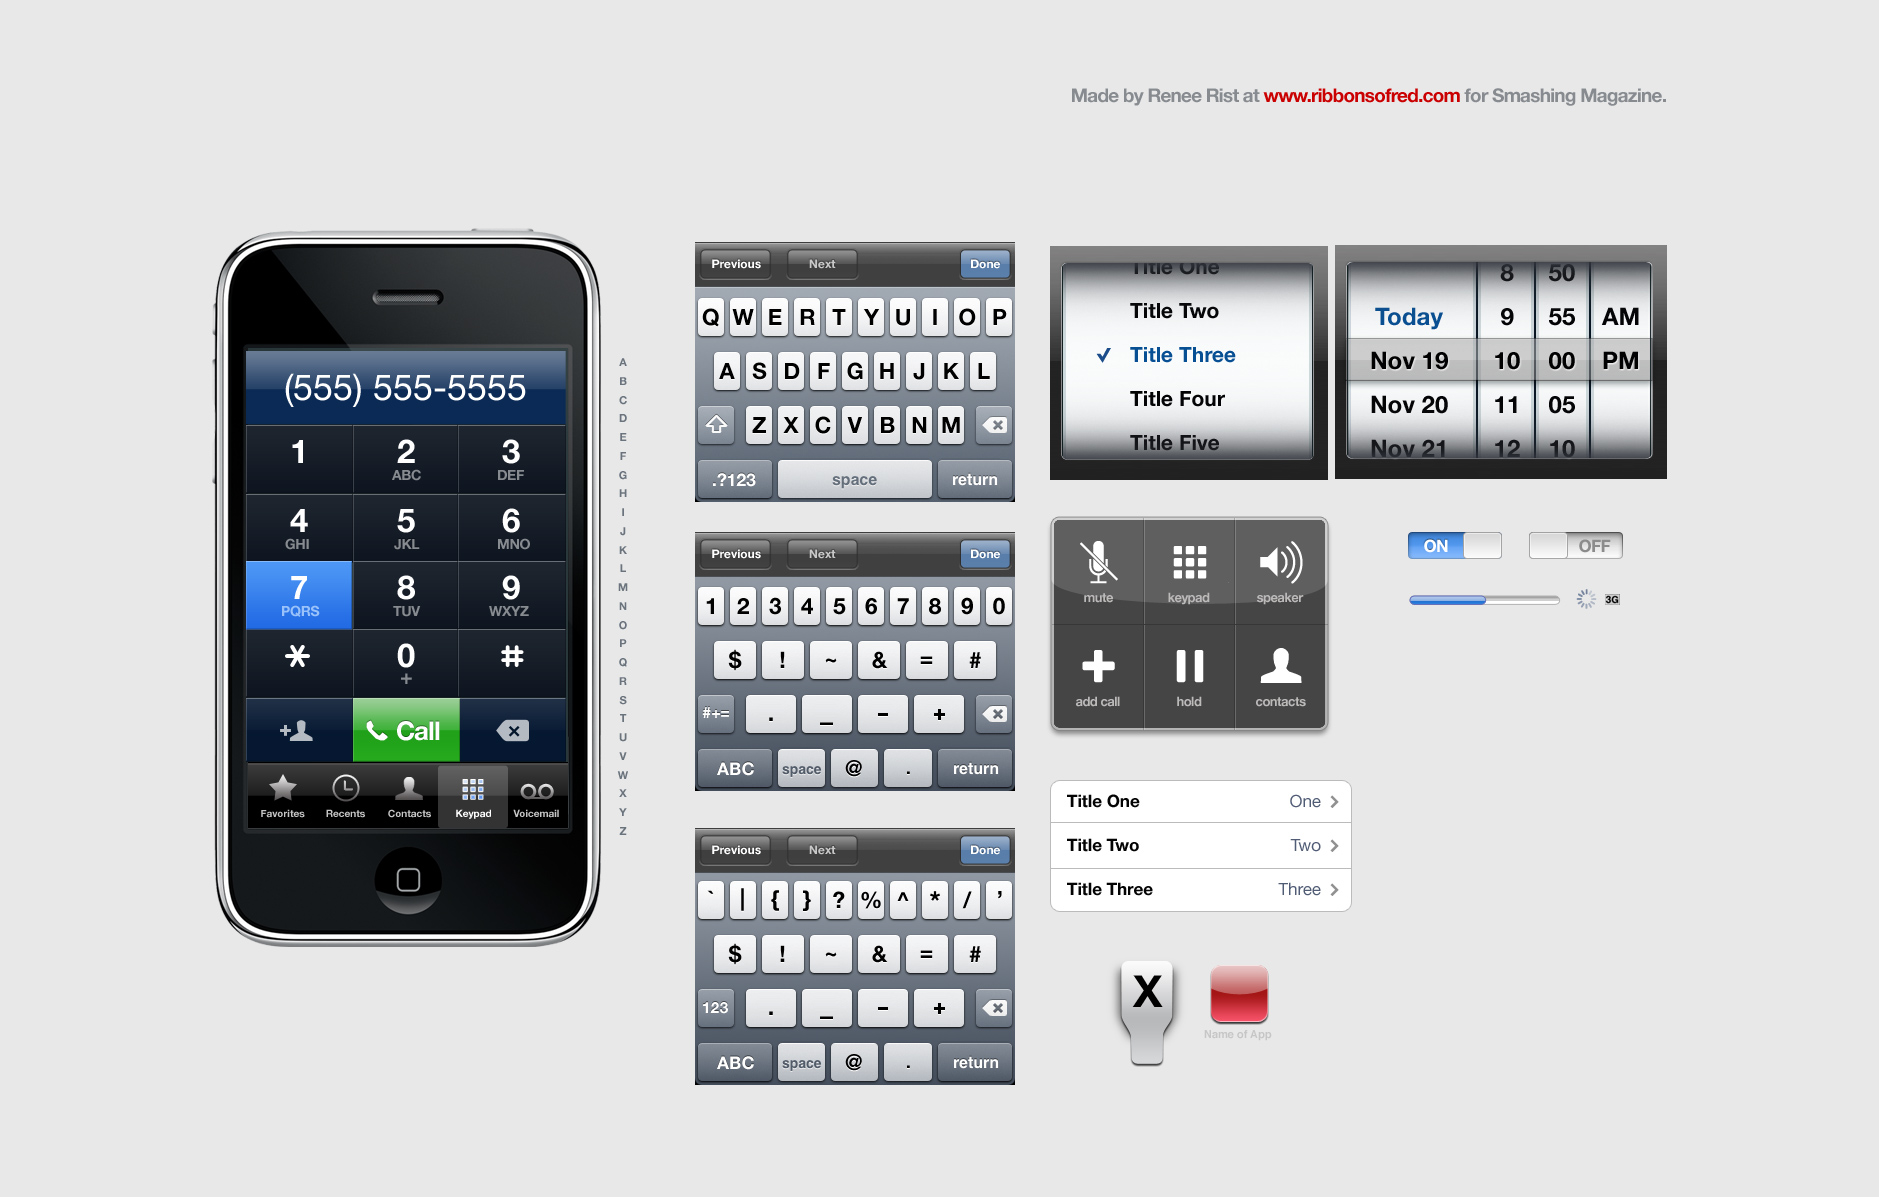 Made by Renee Rist at www.ribbonsofred.com for Smashing Magazine.
(555) 555-5555
1 2 3
ABC DEF
4 5 6
GHI JKL MNO
7 8 9
PQRS TUV WXYZ
* 0 #
+
+ Call
Favorites Recents Contacts Keypad Voicemail
A
B
C
D
E
F
G
H
I
J
K
L
M
N
O
P
Q
R
S
T
U
V
W
X
Y
Z
Previous Next Done
Q W E R T Y U I O P
A S D F G H J K L
Z X C V B N M
.?123 space return
Previous Next Done
1 2 3 4 5 6 7 8 9 0
$ ! ~ & = #
#+= . _ - +
ABC space @ . return
Previous Next Done
` | { } ? % ^ * / ’
$ ! ~ & = #
123 . _ - +
ABC space @ . return
Title One
Title Two
✓ Title Three
Title Four
Title Five
8 50
Today 9 55 AM
Nov 19 10 00 PM
Nov 20 11 05
Nov 21 12 10
mute keypad speaker
add call hold contacts
ON OFF
3G
Title One One
Title Two Two
Title Three Three
X
Name of App